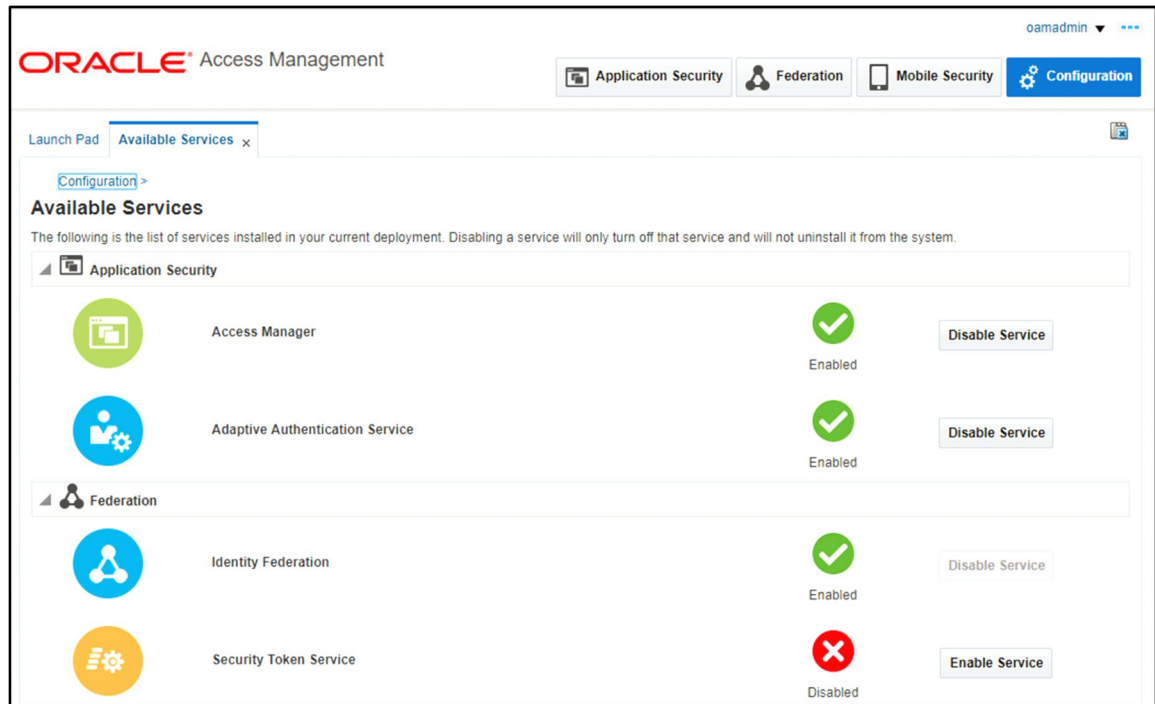 oamadmin
ORACLE Access Management
Application Security
Federation
Mobile Security
Configuration
Launch Pad
Available Services x
Configuration >
Available Services
The following is the list of services installed in your current deployment. Disabling a service will only turn off that service and will not uninstall it from the system.
Application Security
Access Manager
Enabled
Disable Service
Adaptive Authentication Service
Enabled
Disable Service
Federation
Identity Federation
Enabled
Disable Service
Security Token Service
Disabled
Enable Service